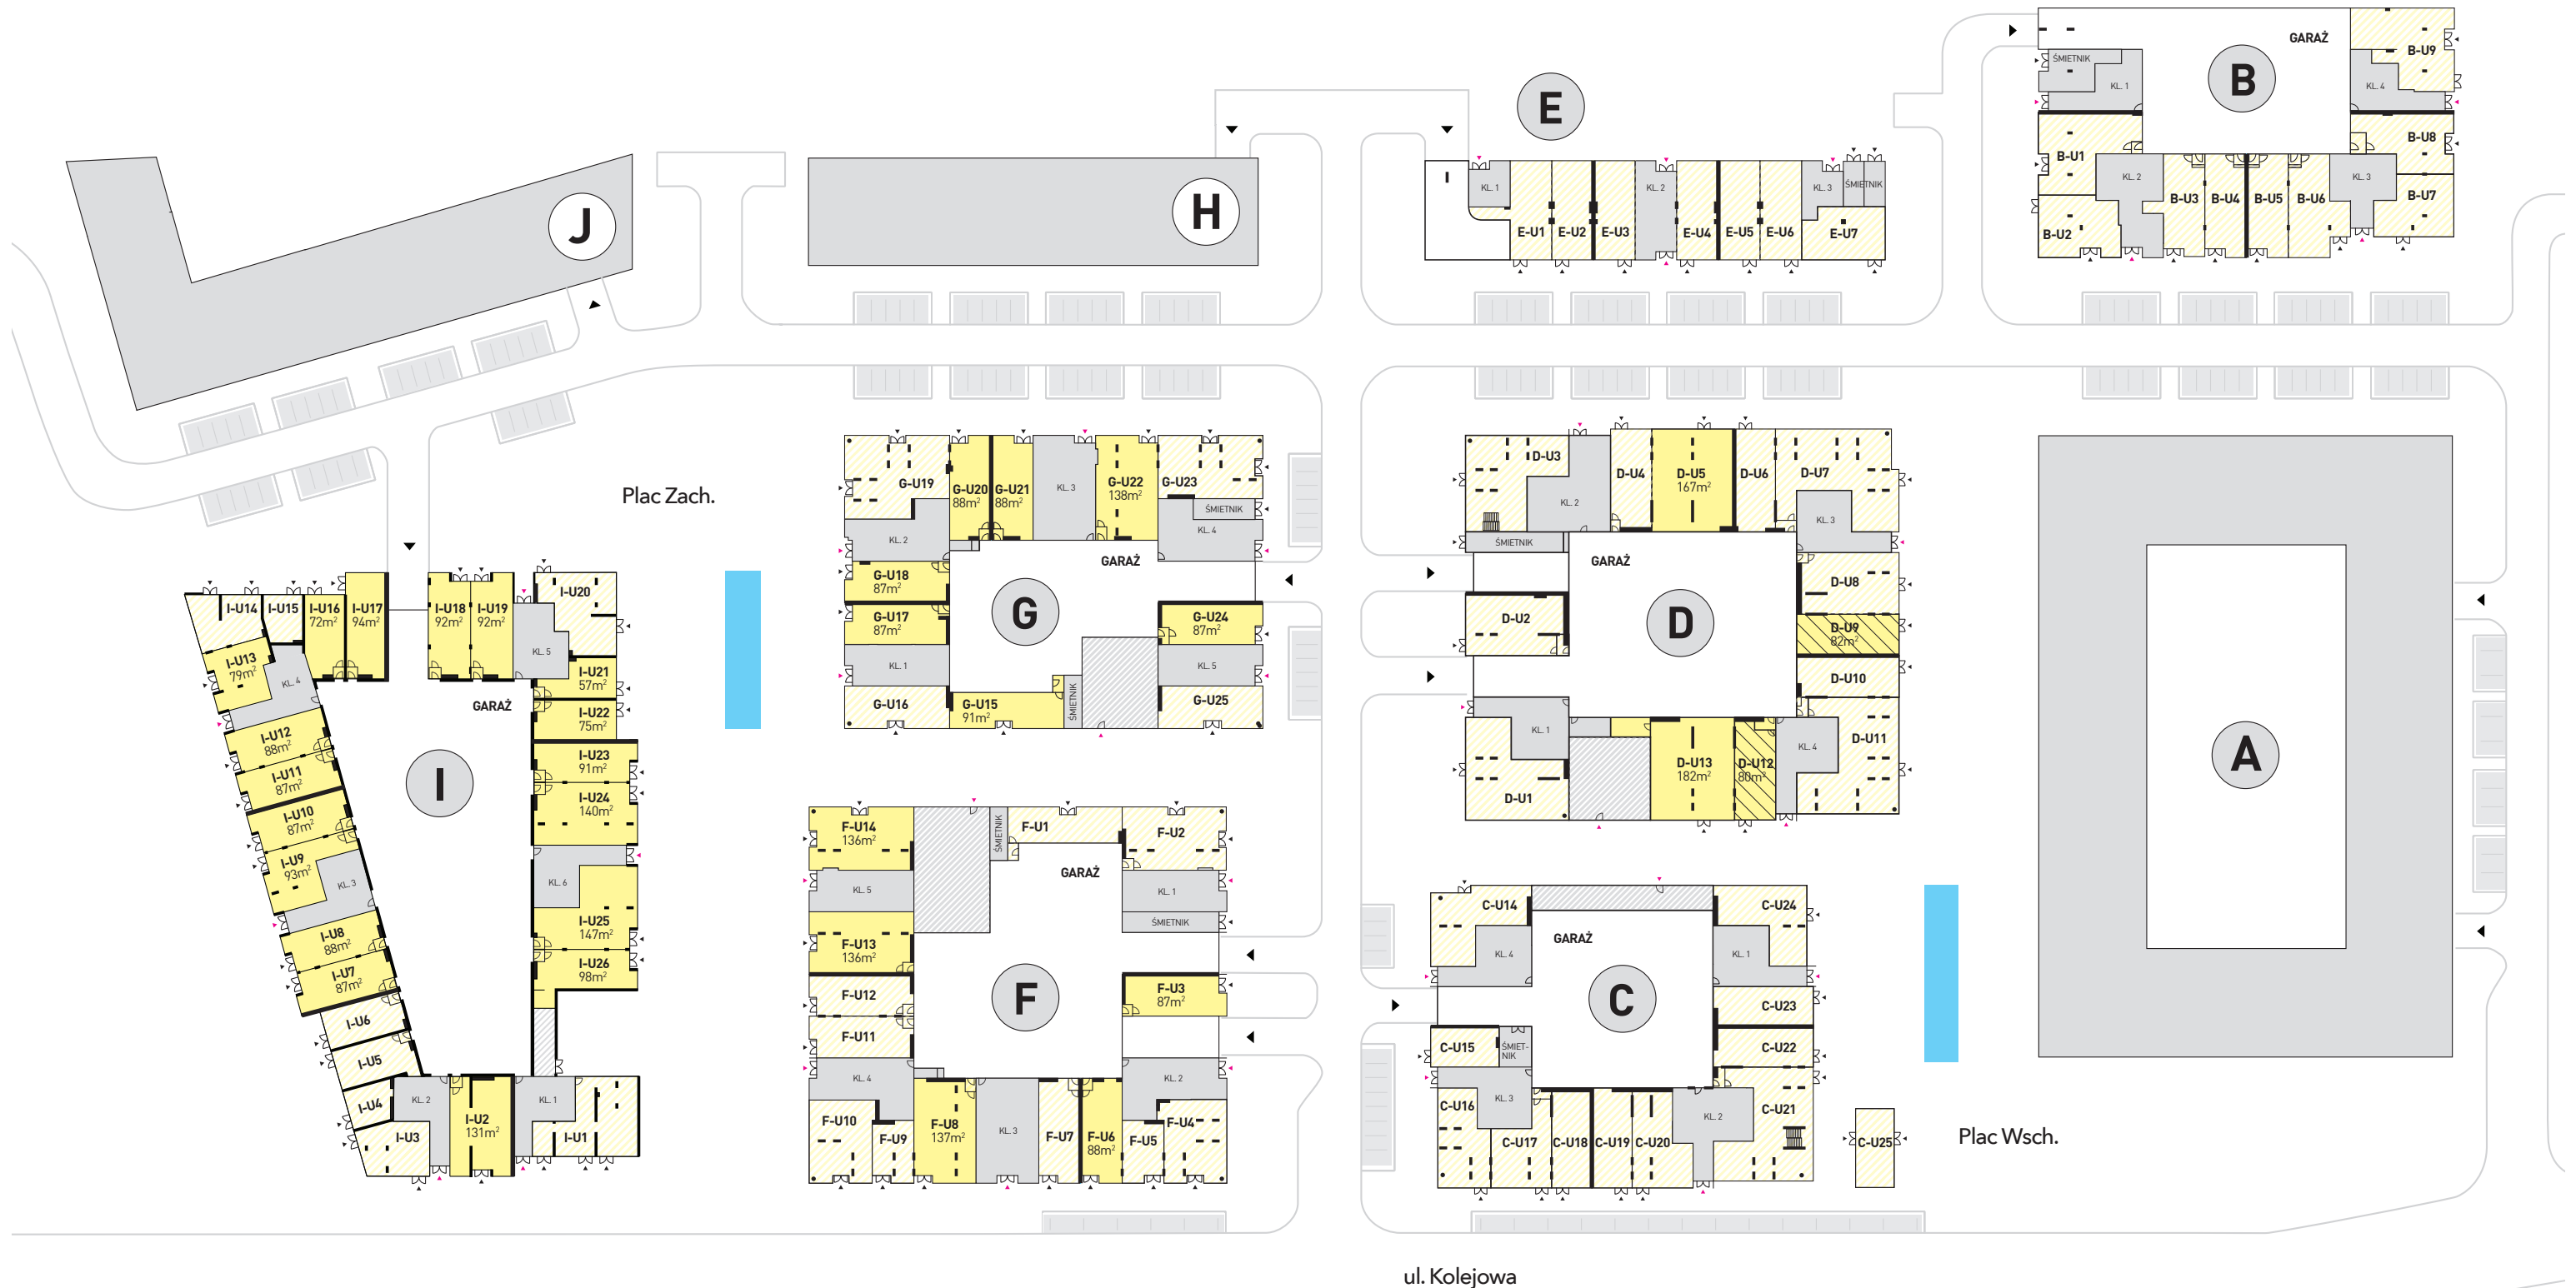 J
H
E
KL. 1
E-U1
E-U2
E-U3
KL. 2
E-U4
E-U5
E-U6
KL. 3
ŚMIETNIK
E-U7
B
GARAŻ
ŚMIETNIK
KL. 1
B-U9
KL. 4
B-U8
B-U1
KL. 2
B-U2
B-U3
B-U4
B-U5
B-U6
KL. 3
B-U7
Plac Zach.
G-U19
G-U20
88m²
G-U21
88m²
KL. 3
G-U22
138m²
G-U23
ŚMIETNIK
KL. 4
KL. 2
GARAŻ
G-U18
87m²
G-U17
87m²
G
G-U24
87m²
KL. 1
KL. 5
G-U16
G-U15
91m²
ŚMIETNIK
G-U25
D-U3
KL. 2
D-U4
D-U5
167m²
D-U6
D-U7
KL. 3
ŚMIETNIK
GARAŻ
D-U8
D-U2
D
D-U9
82m²
D-U10
KL. 1
D-U1
D-U13
182m²
D-U12
80m²
KL. 4
D-U11
A
I-U14
I-U15
I-U16
72m²
I-U17
94m²
I-U18
92m²
I-U19
92m²
I-U20
KL. 5
I-U13
79m²
KL. 4
I-U21
57m²
GARAŻ
I-U22
75m²
I-U12
88m²
I-U23
91m²
I-U11
87m²
I
I-U24
140m²
I-U10
87m²
I-U9
93m²
KL. 3
KL. 6
I-U25
147m²
I-U8
88m²
I-U26
98m²
I-U7
87m²
I-U6
I-U5
I-U4
KL. 2
I-U3
I-U2
131m²
KL. 1
I-U1
F-U14
136m²
ŚMIETNIK
F-U1
F-U2
KL. 5
GARAŻ
KL. 1
ŚMIETNIK
F-U13
136m²
F-U12
F
F-U3
87m²
F-U11
KL. 4
KL. 2
F-U10
F-U9
F-U8
137m²
KL. 3
F-U7
F-U6
88m²
F-U5
F-U4
C-U14
C-U24
GARAŻ
KL. 4
KL. 1
C
C-U23
C-U15
ŚMIET-
NIK
C-U22
C-U16
KL. 3
C-U17
C-U18
C-U19
C-U20
KL. 2
C-U21
C-U25
Plac Wsch.
ul. Kolejowa